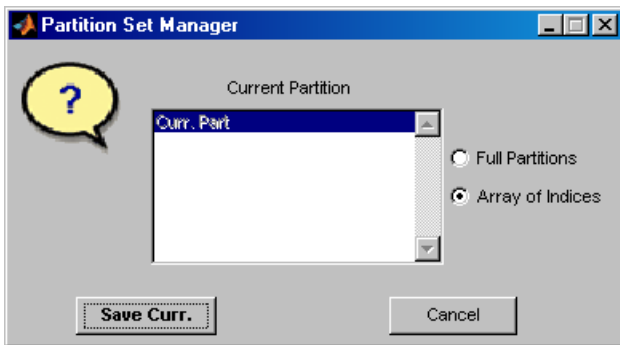 Partition Set Manager
?
Current Partition
Curr. Part
Full Partitions
Array of Indices
Save Curr.
Cancel